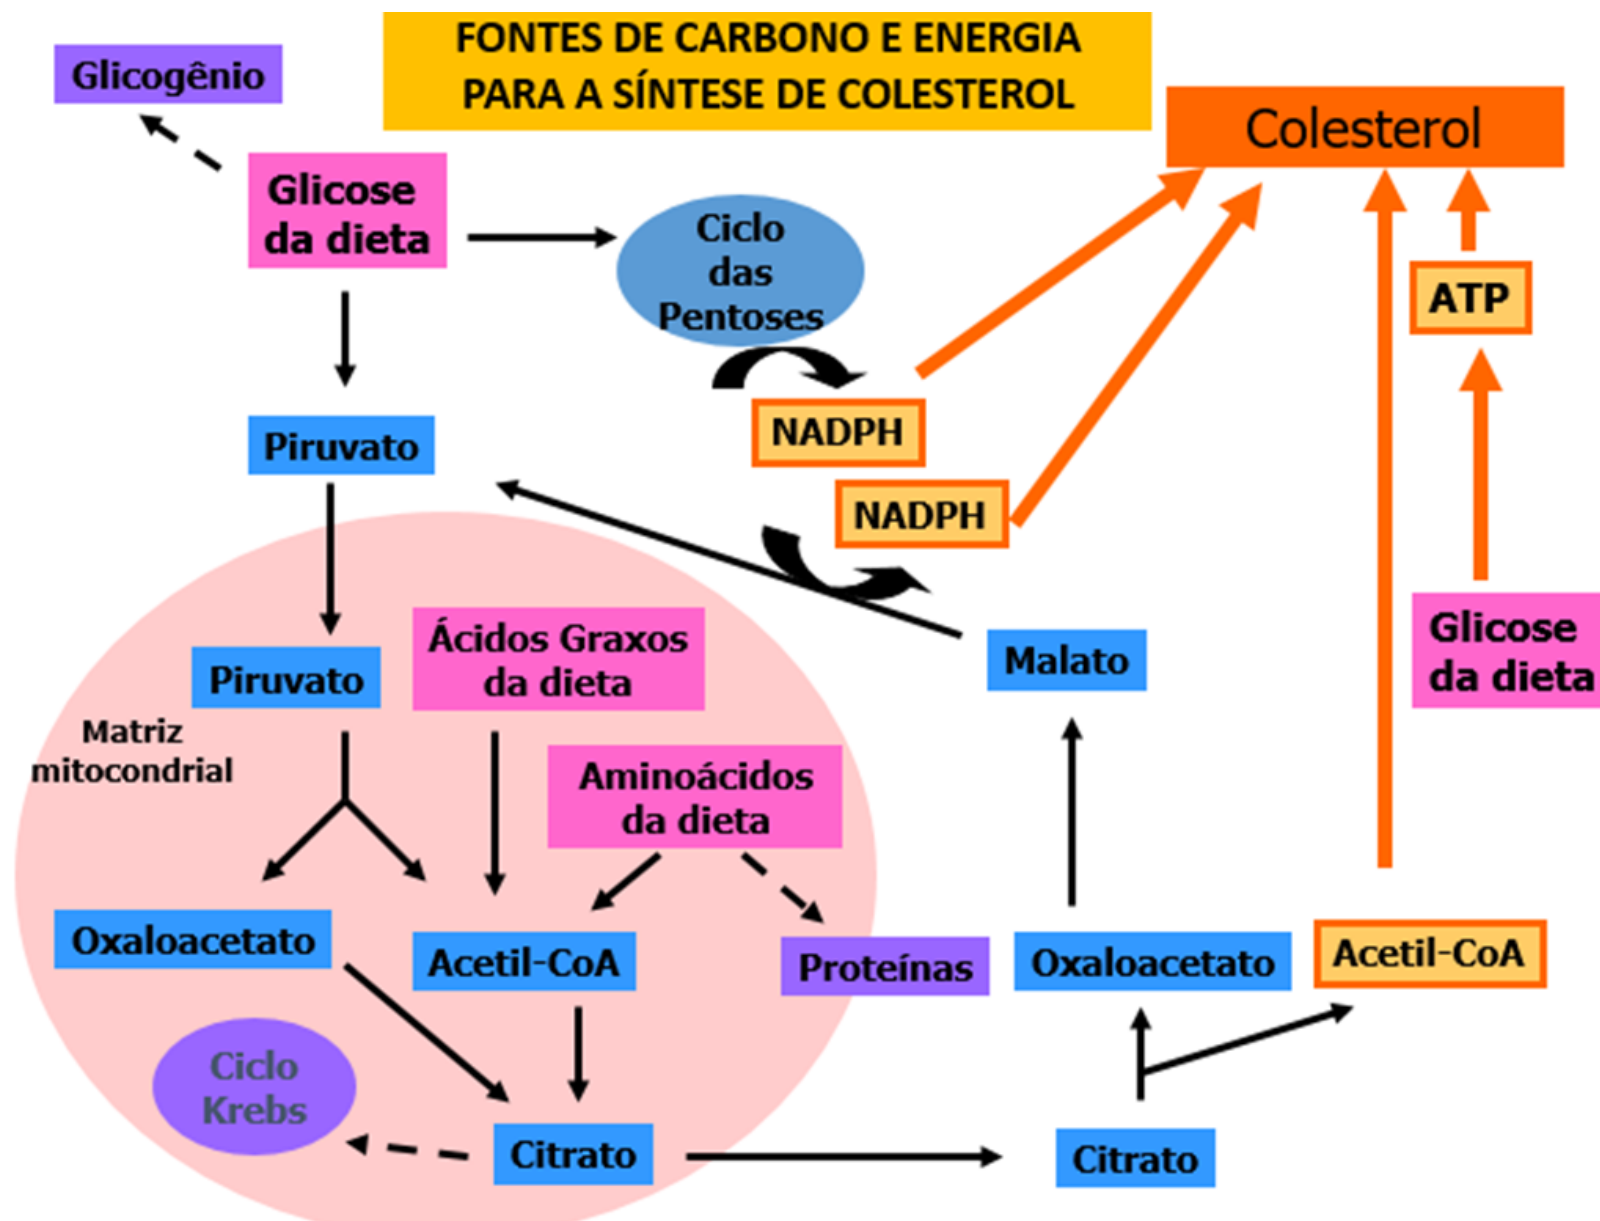 FONTES DE CARBONO E ENERGIA
PARA A SÍNTESE DE COLESTEROL
Glicogênio
Colesterol
Glicose
da dieta
Ciclo
das
Pentoses
ATP
NADPH
Piruvato
NADPH
Glicose
da dieta
Malato
Ácidos Graxos
da dieta
Piruvato
Matriz
mitocondrial
Aminoácidos
da dieta
Oxaloacetato
Acetil-CoA
Proteínas
Oxaloacetato
Acetil-CoA
Ciclo
Krebs
Citrato
Citrato